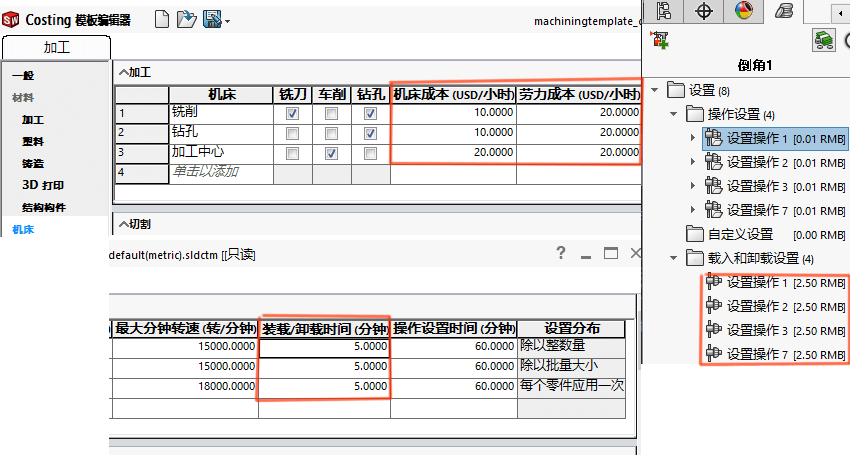 SW Costing 模板编辑器
machiningtemplate_d
加工
一般
材料
加工
塑料
铸造
3D 打印
结构构件
机床
加工
机床 铣刀 车削 钻孔 机床成本 (USD/小时) 劳力成本 (USD/小时)
1 铣削 10.0000 20.0000
2 钻孔 10.0000 20.0000
3 加工中心 20.0000 20.0000
4 单击以添加
切割
default(metric).sldctm [[只读]
?
最大分钟转速 (转/分钟) 装载/卸载时间 (分钟) 操作设置时间 (分钟) 设置分布
15000.0000 5.0000 60.0000 除以整数量
15000.0000 5.0000 60.0000 除以批量大小
18000.0000 5.0000 60.0000 每个零件应用一次
倒角1
设置 (8)
操作设置 (4)
设置操作 1 [0.01 RMB]
设置操作 2 [0.01 RMB]
设置操作 3 [0.01 RMB]
设置操作 7 [0.01 RMB]
自定义设置 [0.00 RMB]
载入和卸载设置 (4)
设置操作 1 [2.50 RMB]
设置操作 2 [2.50 RMB]
设置操作 3 [2.50 RMB]
设置操作 7 [2.50 RMB]